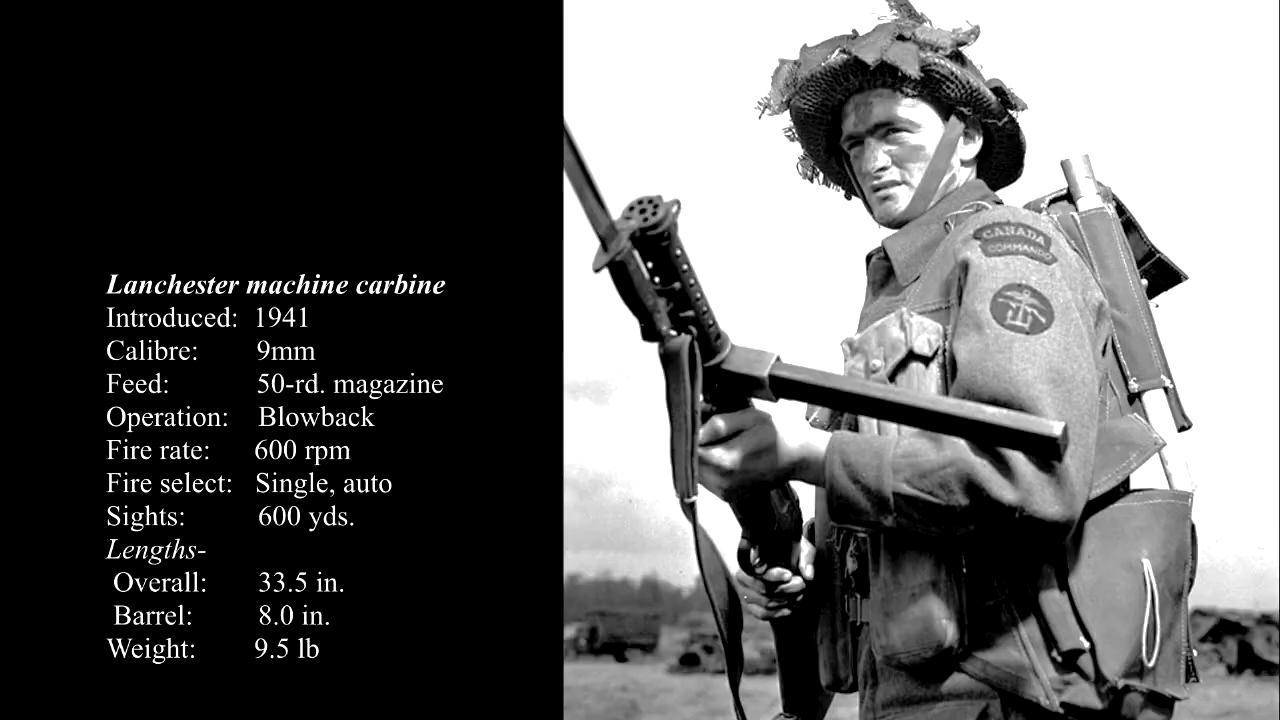 Lanchester machine carbine
Introduced: 1941
Calibre: 9mm
Feed: 50-rd. magazine
Operation: Blowback
Fire rate: 600 rpm
Fire select: Single, auto
Sights: 600 yds.
Lengths-
Overall: 33.5 in.
Barrel: 8.0 in.
Weight: 9.5 lb
CANADA
COMMANDO